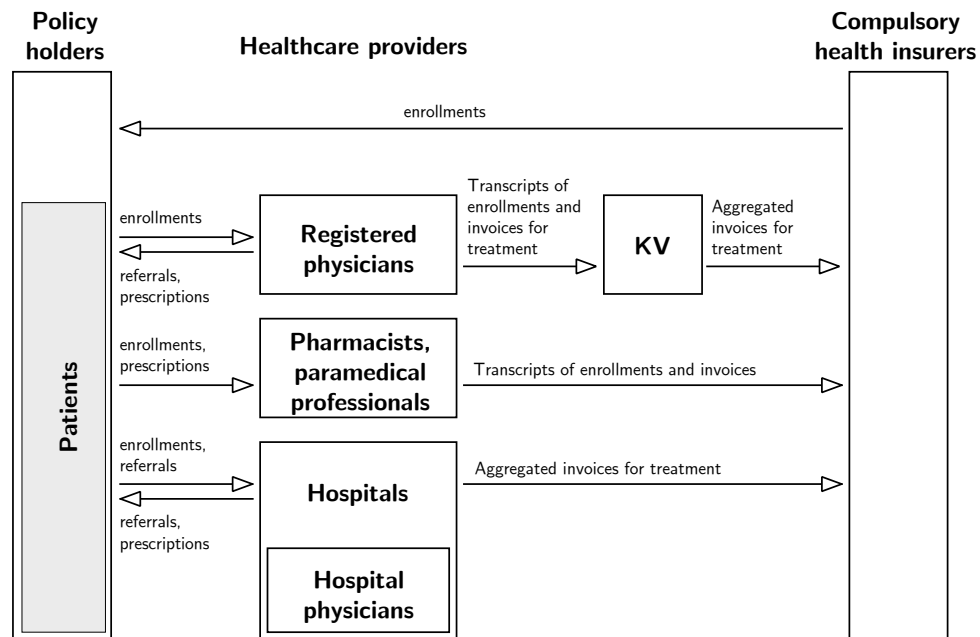 Policy
holders
Healthcare providers
Compulsory
health insurers
enrollments
enrollments
referrals,
prescriptions
Registered
physicians
Transcripts of
enrollments and
invoices for
treatment
KV
Aggregated
invoices for
treatment
Patients
enrollments,
prescriptions
Pharmacists,
paramedical
professionals
Transcripts of enrollments and invoices
enrollments,
referrals
referrals,
prescriptions
Hospitals
Aggregated invoices for treatment
Hospital
physicians